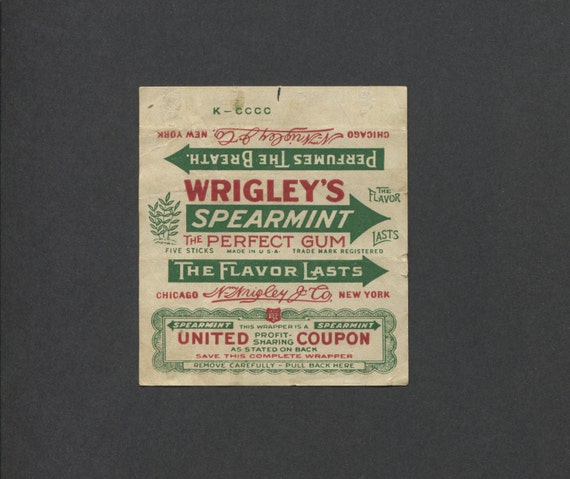 K-CCCC
CHICAGO Wm. Wrigley Jr. Co. NEW YORK
PERFUMES THE BREATH.
WRIGLEY'S
SPEARMINT
THE FLAVOR LASTS
THE PERFECT GUM
FIVE STICKS MADE IN U·S·A· TRADE MARK REGISTERED
THE FLAVOR LASTS
CHICAGO Wm. Wrigley Jr. Co. NEW YORK
SPEARMINT THIS WRAPPER IS A SPEARMINT
UNITED PROFIT-SHARING COUPON
AS STATED ON BACK
SAVE THIS COMPLETE WRAPPER
REMOVE CAREFULLY - PULL BACK HERE